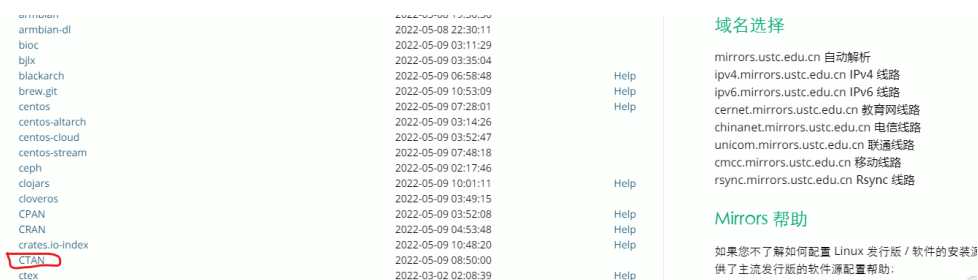 armbian 2022-05-08 19:50:50
armbian-dl 2022-05-08 22:30:11
bioc 2022-05-09 03:11:29
bjlx 2022-05-09 03:35:04
blackarch 2022-05-09 06:58:48 Help
brew.git 2022-05-09 10:53:09 Help
centos 2022-05-09 07:28:01 Help
centos-altarch 2022-05-09 03:14:26
centos-cloud 2022-05-09 03:52:47
centos-stream 2022-05-09 07:48:18
ceph 2022-05-09 02:17:46
clojars 2022-05-09 10:01:11 Help
cloveros 2022-05-09 03:49:15
CPAN 2022-05-09 03:52:08 Help
CRAN 2022-05-09 04:53:48 Help
crates.io-index 2022-05-09 10:48:20 Help
CTAN 2022-05-09 08:50:00
ctex 2022-03-02 02:08:39 Help
域名选择
mirrors.ustc.edu.cn 自动解析
ipv4.mirrors.ustc.edu.cn IPv4 线路
ipv6.mirrors.ustc.edu.cn IPv6 线路
cernet.mirrors.ustc.edu.cn 教育网线路
chinanet.mirrors.ustc.edu.cn 电信线路
unicom.mirrors.ustc.edu.cn 联通线路
cmcc.mirrors.ustc.edu.cn 移动线路
rsync.mirrors.ustc.edu.cn Rsync 线路
Mirrors 帮助
如果您不了解如何配置 Linux 发行版 / 软件的安装源
供了主流发行版的软件源配置帮助: